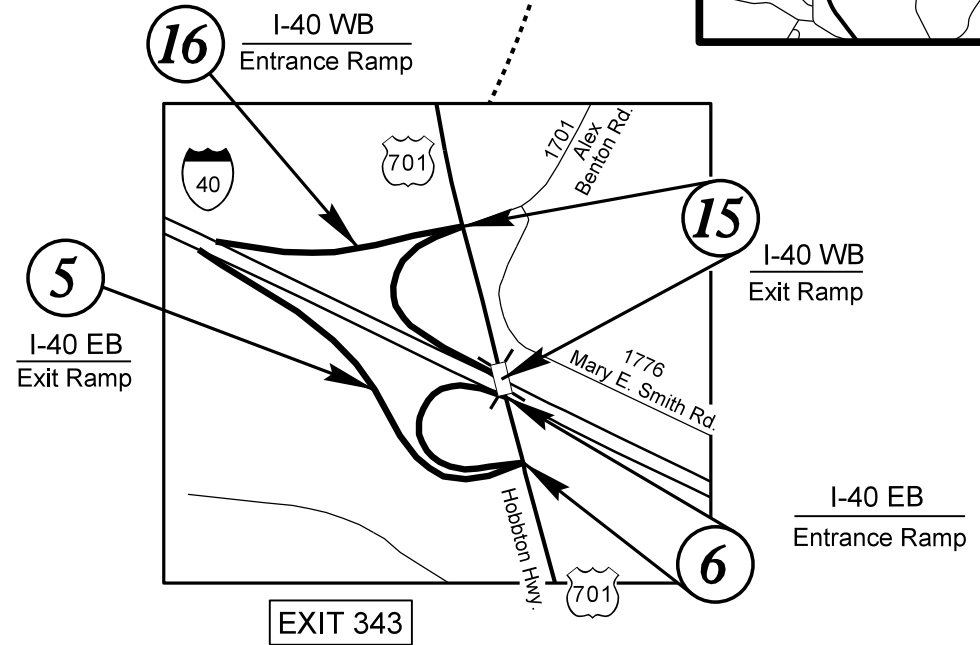 16
I-40 WB
Entrance Ramp
40
701
1701
Alex
Benton Rd.
15
I-40 WB
Exit Ramp
5
I-40 EB
Exit Ramp
1776
Mary E. Smith Rd.
Hobbton Hwy.
701
6
I-40 EB
Entrance Ramp
EXIT 343